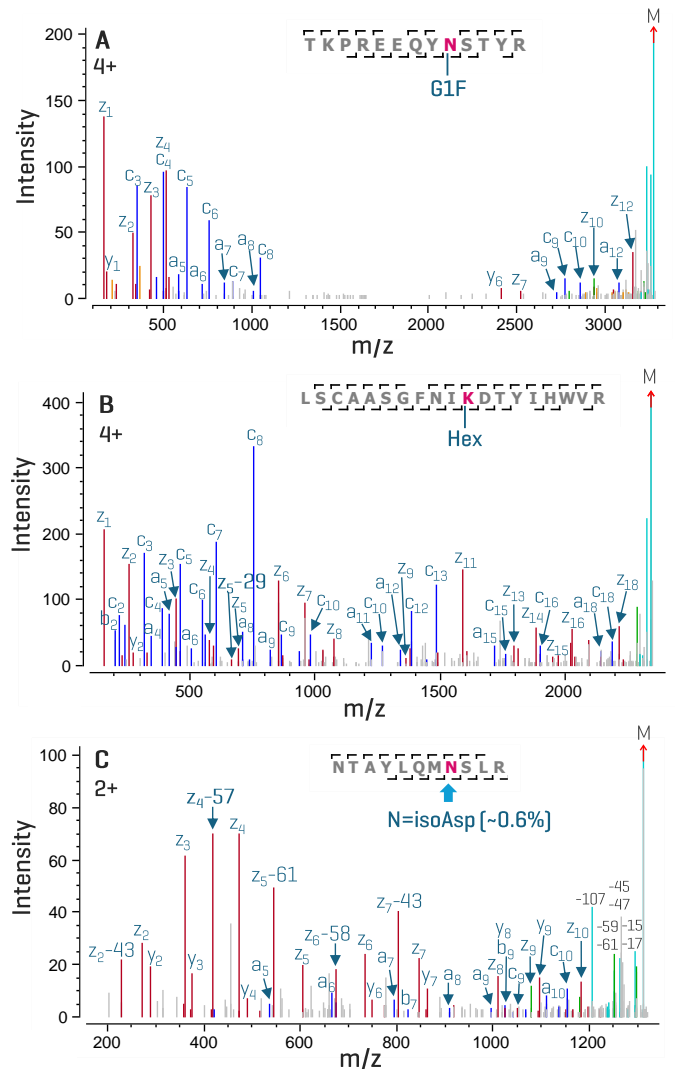 A
4+
Intensity
200
150
100
50
0
T K P R E E Q Y N S T Y R
G1F
M
z1
z2
y1
c3
z3
z4
c4
c5
a5
c6
a6
a7
c7
a8
c8
y6
z7
a9
c9
c10
z10
a12
z12
500
1000
1500
2000
2500
3000
m/z
B
4+
Intensity
400
300
200
100
0
L S C A A S G F N I K D T Y I H W V R
Hex
M
z1
b2
c2
z2
y2
c3
c4
a5
z3
c5
a6
c6
z4
c7
z5-29
z5
a8
c8
a9
z6
c9
z7
c10
z8
a11
c10
a12
z9
c12
c13
z11
a15
c15
z13
z14
c16
z15
z16
a18
c18
z18
500
1000
1500
2000
m/z
C
2+
Intensity
100
80
60
40
20
0
N T A Y L Q M N S L R
N=isoAsp (~0.6%)
M
z2-43
z2
y2
z3
y3
z4-57
z4
y4
a5
z5-61
z5
a6
z6-58
z6
y6
a7
z7-43
b7
z7
y7
a8
a9
y8
b9
c9
z9
y9
a10
c10
z10
-107
-59
-61
-45
-47
-15
-17
200
400
600
800
1000
1200
m/z